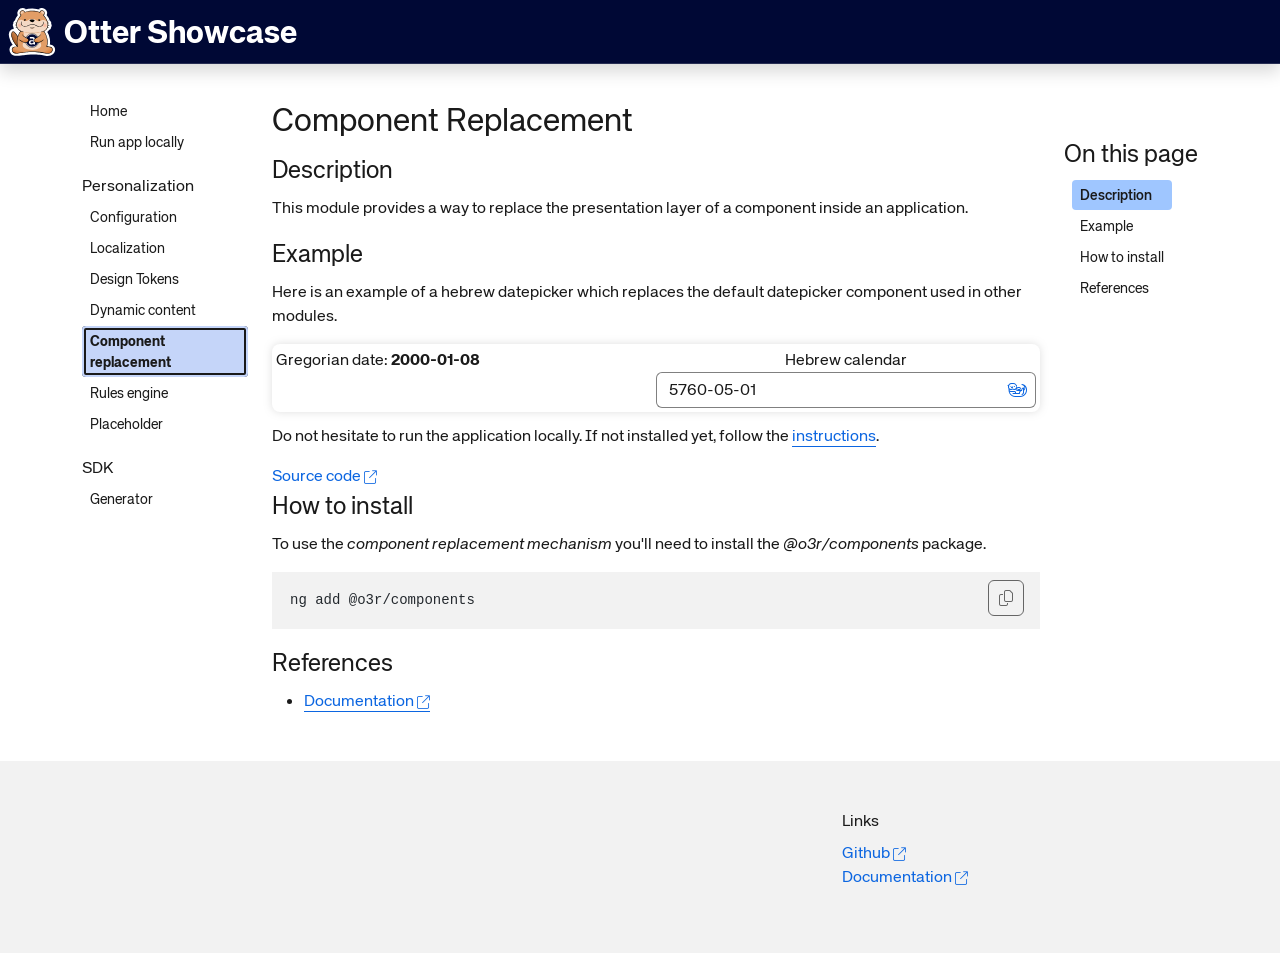 Otter Showcase
Home
Run app locally
Personalization
Configuration
Localization
Design Tokens
Dynamic content
Component
replacement
Rules engine
Placeholder
SDK
Generator
Component Replacement
Description
This module provides a way to replace the presentation layer of a component inside an application.
Example
Here is an example of a hebrew datepicker which replaces the default datepicker component used in other
modules.
Gregorian date: 2000-01-08
Hebrew calendar
5760-05-01
Do not hesitate to run the application locally. If not installed yet, follow the instructions.
Source code
How to install
To use the component replacement mechanism you'll need to install the @o3r/components package.
ng add @o3r/components
References
Documentation
On this page
Description
Example
How to install
References
Links
Github
Documentation